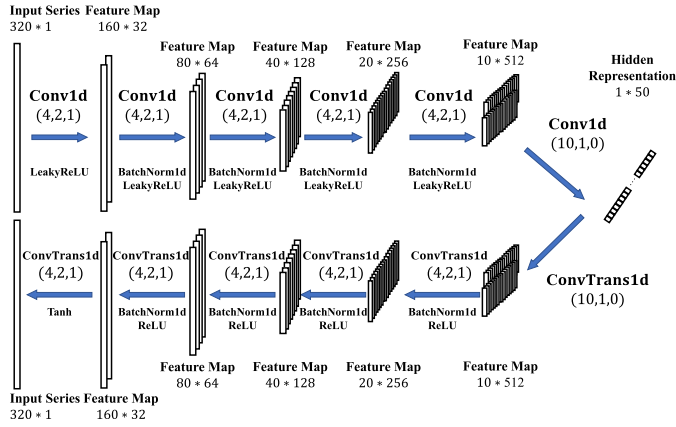 Input Series
320 * 1
Feature Map
160 * 32
Feature Map
80 * 64
Feature Map
40 * 128
Feature Map
20 * 256
Feature Map
10 * 512
Hidden
Representation
1 * 50
Conv1d
(4,2,1)
LeakyReLU
Conv1d
(4,2,1)
BatchNorm1d
LeakyReLU
Conv1d
(4,2,1)
BatchNorm1d
LeakyReLU
Conv1d
(4,2,1)
BatchNorm1d
LeakyReLU
Conv1d
(4,2,1)
BatchNorm1d
LeakyReLU
Conv1d
(10,1,0)
ConvTrans1d
(4,2,1)
Tanh
ConvTrans1d
(4,2,1)
BatchNorm1d
ReLU
ConvTrans1d
(4,2,1)
BatchNorm1d
ReLU
ConvTrans1d
(4,2,1)
BatchNorm1d
ReLU
ConvTrans1d
(4,2,1)
BatchNorm1d
ReLU
ConvTrans1d
(10,1,0)
Input Series
320 * 1
Feature Map
160 * 32
Feature Map
80 * 64
Feature Map
40 * 128
Feature Map
20 * 256
Feature Map
10 * 512